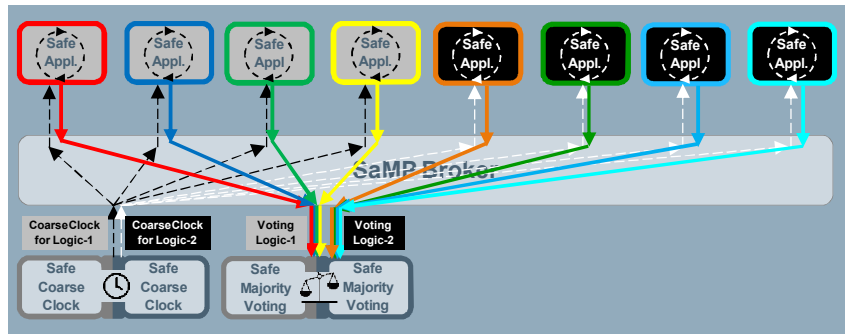 Safe
Appl.
Safe
Appl.
Safe
Appl
Safe
Appl.
Safe
Appl.
Safe
Appl.
Safe
Appl.
Safe
Appl.
SaMP Broker
CoarseClock
for Logic-1
CoarseClock
for Logic-2
Voting
Logic-1
Voting
Logic-2
Safe
Coarse
Clock
Safe
Coarse
Clock
Safe
Majority
Voting
Safe
Majority
Voting